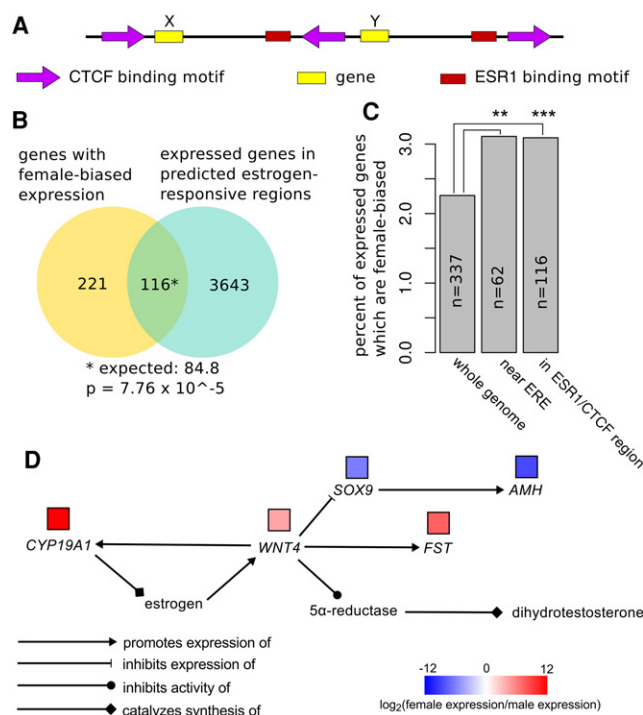 A
X
Y
CTCF binding motif
gene
ESR1 binding motif
B
genes with
female-biased
expression
expressed genes in
predicted estrogen-
responsive regions
221
116*
3643
* expected: 84.8
p = 7.76 x 10^-5
C
** ***
percent of expressed genes
which are female-biased
3.0
2.0
1.0
0.0
n=337
n=62
n=116
whole genome
near ERE
in ESR1/CTCF region
D
SOX9
AMH
CYP19A1
WNT4
FST
estrogen
5α-reductase
dihydrotestosterone
promotes expression of
inhibits expression of
inhibits activity of
catalyzes synthesis of
-12 0 12
log2(female expression/male expression)